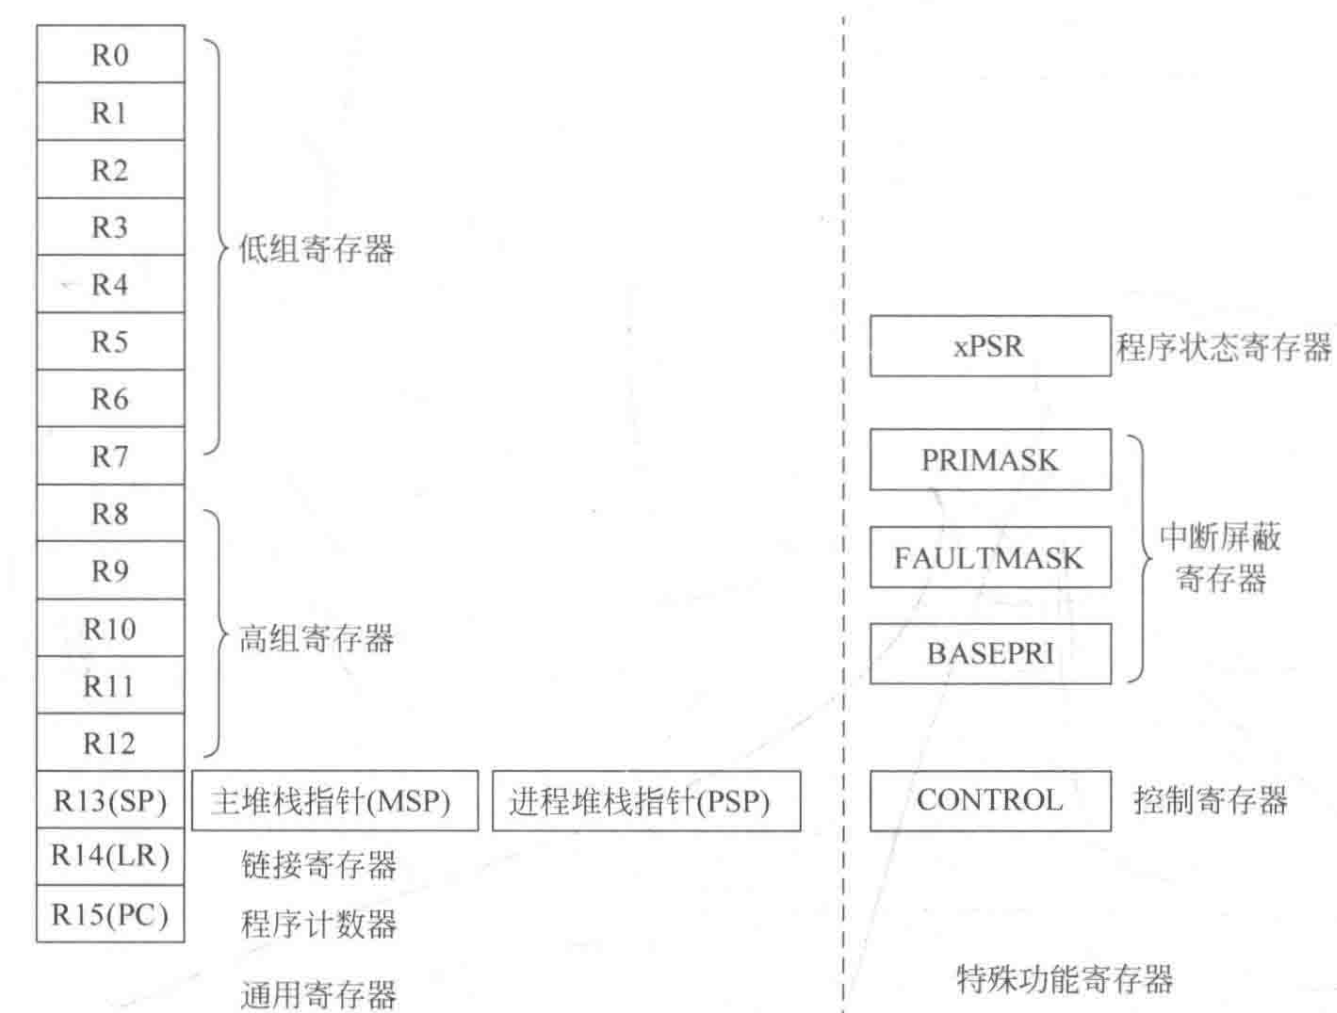 R0
R1
R2
R3
低组寄存器
R4
R5
R6
R7
R8
R9
R10
高组寄存器
R11
R12
R13(SP) 主堆栈指针(MSP) 进程堆栈指针(PSP)
R14(LR) 链接寄存器
R15(PC) 程序计数器
通用寄存器
xPSR 程序状态寄存器
PRIMASK
FAULTMASK
中断屏蔽
寄存器
BASEPRI
CONTROL 控制寄存器
特殊功能寄存器